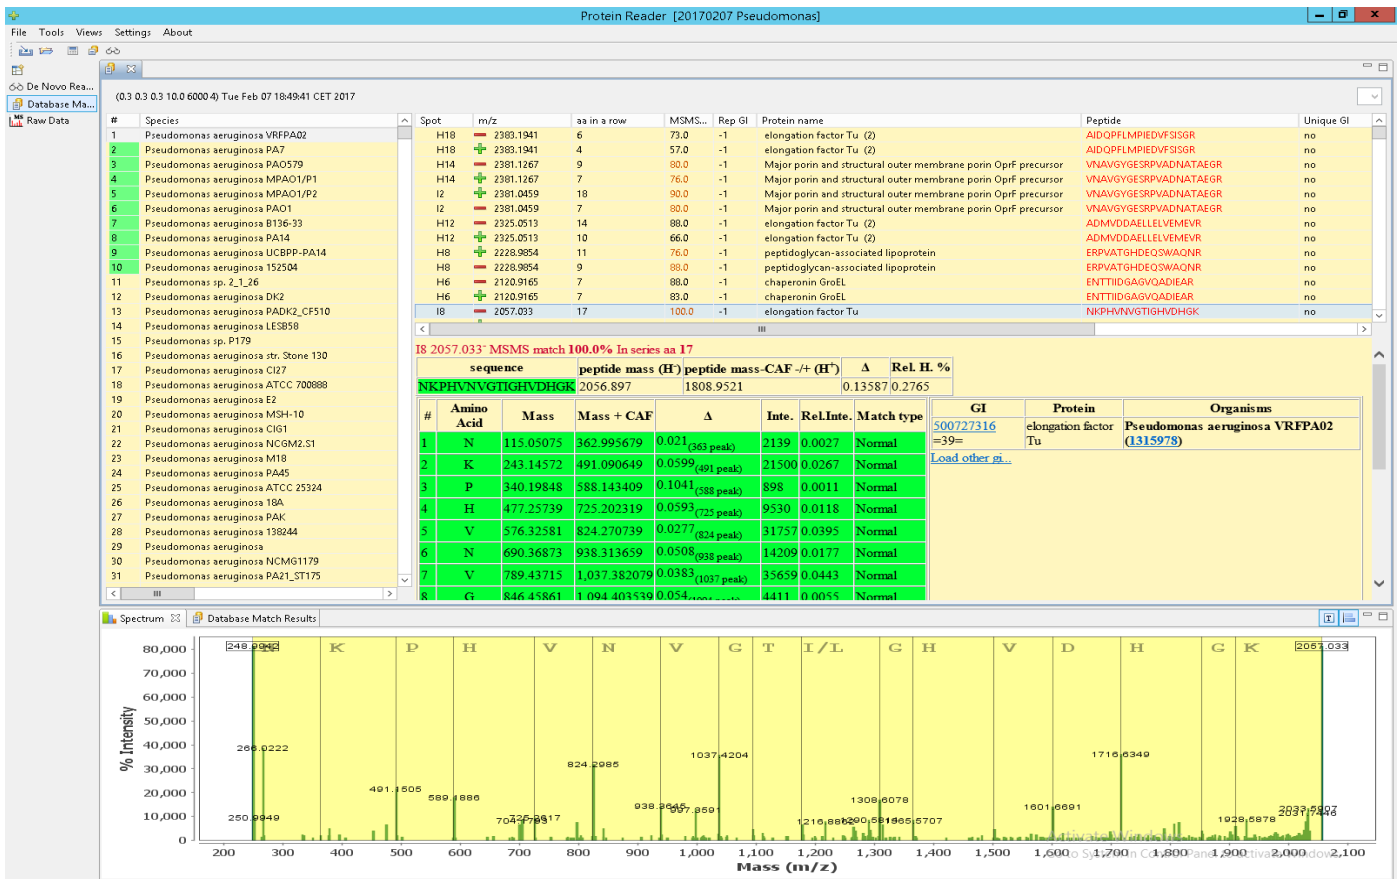 Protein Reader [20170207 Pseudomonas]
File Tools Views Settings About
De Novo Rea...
Database Ma...
Raw Data
(0.3 0.3 0.3 10.0 6000 4) Tue Feb 07 18:49:41 CET 2017
# Species
1 Pseudomonas aeruginosa VRFPA02
2 Pseudomonas aeruginosa PA7
3 Pseudomonas aeruginosa PAO579
4 Pseudomonas aeruginosa MPAO1/P1
5 Pseudomonas aeruginosa MPAO1/P2
6 Pseudomonas aeruginosa PAO1
7 Pseudomonas aeruginosa B136-33
8 Pseudomonas aeruginosa PA14
9 Pseudomonas aeruginosa UCBPP-PA14
10 Pseudomonas aeruginosa 152504
11 Pseudomonas sp. 2_1_26
12 Pseudomonas aeruginosa DK2
13 Pseudomonas aeruginosa PADK2_CF510
14 Pseudomonas aeruginosa LESB58
15 Pseudomonas sp. P179
16 Pseudomonas aeruginosa str. Stone 130
17 Pseudomonas aeruginosa CI27
18 Pseudomonas aeruginosa ATCC 700888
19 Pseudomonas aeruginosa E2
20 Pseudomonas aeruginosa MSH-10
21 Pseudomonas aeruginosa CIG1
22 Pseudomonas aeruginosa NCGM2.S1
23 Pseudomonas aeruginosa M18
24 Pseudomonas aeruginosa PA45
25 Pseudomonas aeruginosa ATCC 25324
26 Pseudomonas aeruginosa 18A
27 Pseudomonas aeruginosa PAK
28 Pseudomonas aeruginosa 138244
29 Pseudomonas aeruginosa
30 Pseudomonas aeruginosa NCMG1179
31 Pseudomonas aeruginosa PA21_ST175
Spot m/z aa in a row MSMS... Rep GI Protein name Peptide Unique GI
H18 2383.1941 6 73.0 -1 elongation factor Tu (2) AIDQPFLMPIEDVFSISGR no
H18 2383.1941 4 57.0 -1 elongation factor Tu (2) AIDQPFLMPIEDVFSISGR no
H14 2381.1267 9 80.0 -1 Major porin and structural outer membrane porin OprF precursor VNAVGYGESRPVADNATAEGR no
H14 2381.1267 7 76.0 -1 Major porin and structural outer membrane porin OprF precursor VNAVGYGESRPVADNATAEGR no
I2 2381.0459 18 90.0 -1 Major porin and structural outer membrane porin OprF precursor VNAVGYGESRPVADNATAEGR no
I2 2381.0459 7 80.0 -1 Major porin and structural outer membrane porin OprF precursor VNAVGYGESRPVADNATAEGR no
H12 2325.0513 14 88.0 -1 elongation factor Tu (2) ADMVDDAELLELVEMEVR no
H12 2325.0513 10 66.0 -1 elongation factor Tu (2) ADMVDDAELLELVEMEVR no
H8 2228.9854 11 76.0 -1 peptidoglycan-associated lipoprotein ERPVATGHDEQSWAQNR no
H8 2228.9854 9 88.0 -1 peptidoglycan-associated lipoprotein ERPVATGHDEQSWAQNR no
H6 2120.9165 7 88.0 -1 chaperonin GroEL ENTTIIDGAGVQADIEAR no
H6 2120.9165 7 83.0 -1 chaperonin GroEL ENTTIIDGAGVQADIEAR no
I8 2057.033 17 100.0 -1 elongation factor Tu NKPHVNVGTIGHVDHGK no
I8 2057.033⁻ MSMS match 100.0% In series aa 17
sequence peptide mass (H⁻) peptide mass-CAF -/+ (H⁺) Δ Rel. H. %
NKPHVNVGTIGHVDHGK 2056.897 1808.9521 0.13587 0.2765
# Amino Acid Mass Mass + CAF Δ Inte. Rel.Inte. Match type
1 N 115.05075 362.995679 0.021 (363 peak) 2139 0.0027 Normal
2 K 243.14572 491.090649 0.0599 (491 peak) 21500 0.0267 Normal
3 P 340.19848 588.143409 0.1041 (588 peak) 898 0.0011 Normal
4 H 477.25739 725.202319 0.0593 (725 peak) 9530 0.0118 Normal
5 V 576.32581 824.270739 0.0277 (824 peak) 31757 0.0395 Normal
6 N 690.36873 938.313659 0.0508 (938 peak) 14209 0.0177 Normal
7 V 789.43715 1,037.382079 0.0383 (1037 peak) 35659 0.0443 Normal
8 G 846.45861 1,094.403539 0.054 4411 0.0055 Normal
GI Protein Organisms
500727316 =39= elongation factor Tu Pseudomonas aeruginosa VRFPA02 (1315978)
Load other gi...
Spectrum Database Match Results
% Intensity
80,000
70,000
60,000
50,000
40,000
30,000
20,000
10,000
0
248.9942 K P H V N V G T I/L G H V D H G K 2057.033
266.0222
250.9949
491.1505
589.1886
824.2985
1037.4204
1308.6078
1716.6349
1601.6691
1928.5878
200 300 400 500 600 700 800 900 1,000 1,100 1,200 1,300 1,400 1,500 1,600 1,700 1,800 1,900 2,000 2,100
Mass (m/z)